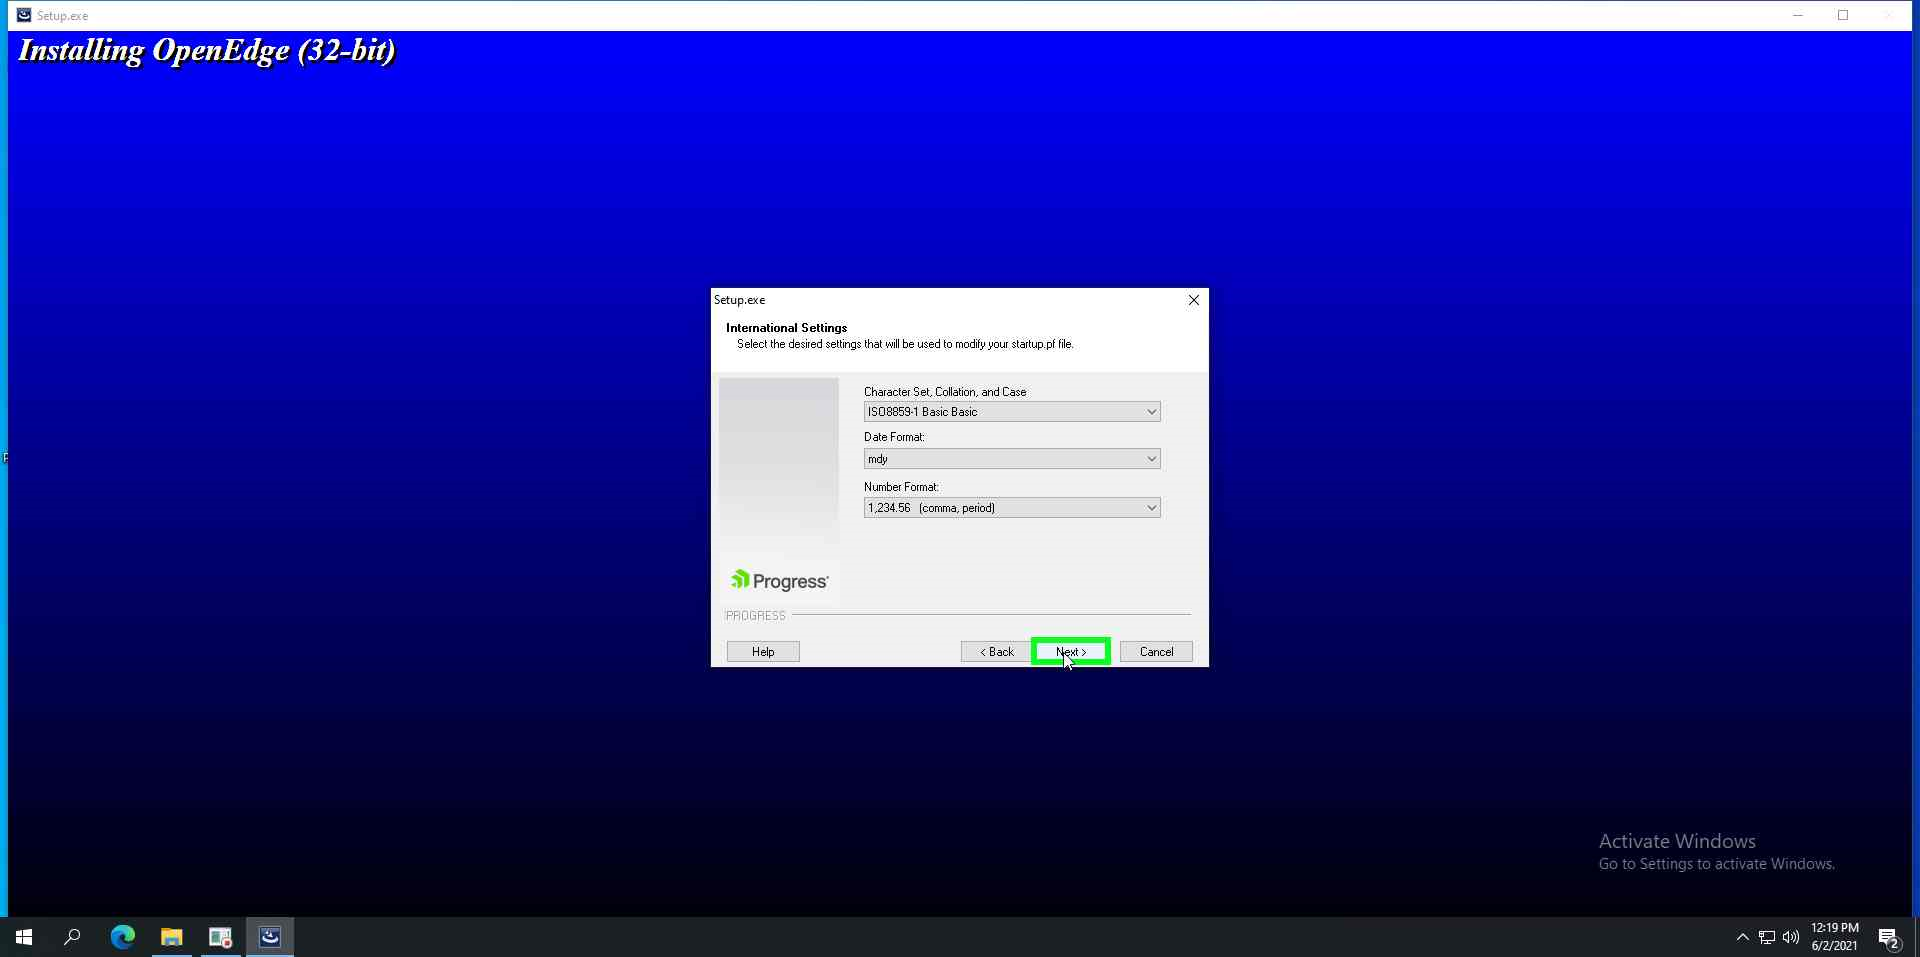 Setup.exe
Installing OpenEdge (32-bit)
Setup.exe
International Settings
Select the desired settings that will be used to modify your startup.pf file.
Character Set, Collation, and Case
ISO8859-1 Basic Basic
Date Format:
mdy
Number Format:
1,234.56 (comma, period)
Progress
PROGRESS
Help
< Back
Next >
Cancel
Activate Windows
Go to Settings to activate Windows.
12:19 PM
6/2/2021
2